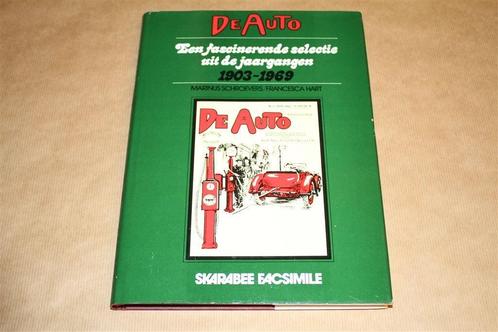 DE AUTO
Een fascinerende selectie
uit de jaargangen
1903-1969
MARINUS SCHROEVERS/FRANCESCA HART
DE AUTO
SKARABEE FACSIMILE